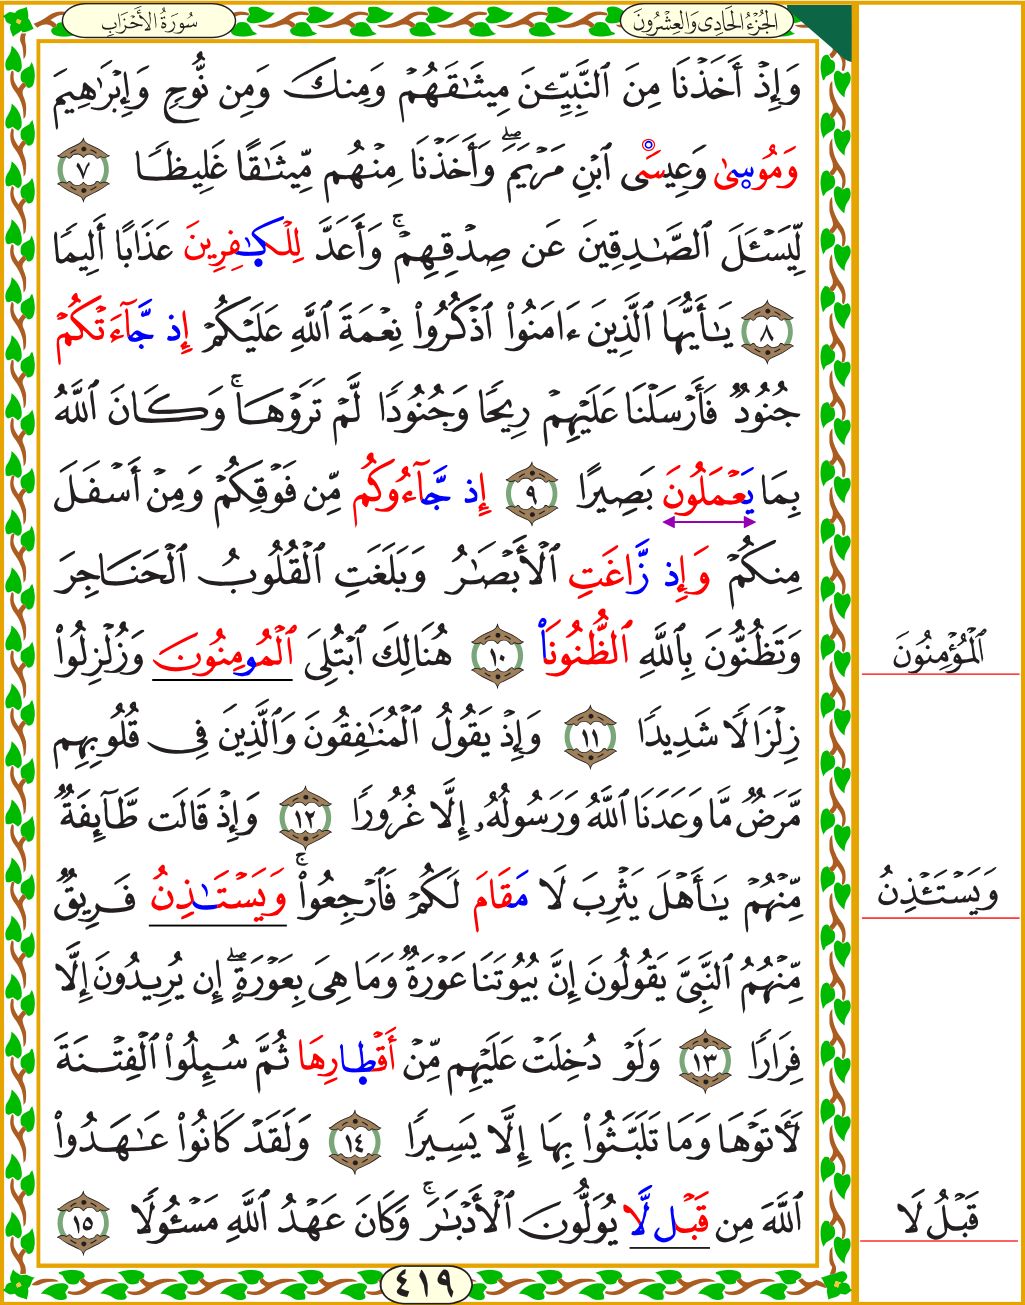 الجُزْءُ الحَادِى وَالعِشْرُونَ
سُورَةُ الأَحْزَابِ
وَإِذْ أَخَذْنَا مِنَ ٱلنَّبِيِّـۧنَ مِيثَـٰقَهُمْ وَمِنكَ وَمِن نُّوحٍ وَإِبْرَٰهِيمَ
وَمُوسٜىٰ وَعِيسَى ٱبْنِ مَرْيَمَۖ وَأَخَذْنَا مِنْهُم مِّيثَـٰقًا غَلِيظًا ٧
لِّيَسْـَٔلَ ٱلصَّـٰدِقِينَ عَن صِدْقِهِمْۚ وَأَعَدَّ لِلْكٜـٰفِرِينَ عَذَابًا أَلِيمًا
٨ يَـٰٓأَيُّهَا ٱلَّذِينَ ءَامَنُوا۟ ٱذْكُرُوا۟ نِعْمَةَ ٱللَّهِ عَلَيْكُمْ إِذ جَّآءَتْكُمْ
جُنُودٌ فَأَرْسَلْنَا عَلَيْهِمْ رِيحًا وَجُنُودًا لَّمْ تَرَوْهَاۚ وَكَانَ ٱللَّهُ
بِمَا يَعْمَلُونَ بَصِيرًا ٩ إِذ جَّآءُوكُم مِّن فَوْقِكُمْ وَمِنْ أَسْفَلَ
مِنكُمْ وَإِذ زَّاغَتِ ٱلْأَبْصَـٰرُ وَبَلَغَتِ ٱلْقُلُوبُ ٱلْحَنَاجِرَ
وَتَظُنُّونَ بِٱللَّهِ ٱلظُّنُونَا۠ ١٠ هُنَالِكَ ٱبْتُلِىَ ٱلْمُومِنُونَ وَزُلْزِلُوا۟
ٱلْمُؤْمِنُونَ
زِلْزَالًا شَدِيدًا ١١ وَإِذْ يَقُولُ ٱلْمُنَـٰفِقُونَ وَٱلَّذِينَ فِى قُلُوبِهِم
مَّرَضٌ مَّا وَعَدَنَا ٱللَّهُ وَرَسُولُهُۥٓ إِلَّا غُرُورًا ١٢ وَإِذْ قَالَت طَّآئِفَةٌ
مِّنْهُمْ يَـٰٓأَهْلَ يَثْرِبَ لَا مَقَامَ لَكُمْ فَٱرْجِعُوا۟ۚ وَيَسْتَـٰذِنُ فَرِيقٌ
وَيَسْتَـْٔذِنُ
مِّنْهُمُ ٱلنَّبِىَّ يَقُولُونَ إِنَّ بُيُوتَنَا عَوْرَةٌ وَمَا هِىَ بِعَوْرَةٍۖ إِن يُرِيدُونَ إِلَّا
فِرَارًا ١٣ وَلَوْ دُخِلَتْ عَلَيْهِم مِّنْ أَقْطٜارِهَا ثُمَّ سُئِلُوا۟ ٱلْفِتْنَةَ
لَـَٔاتَوْهَا وَمَا تَلَبَّثُوا۟ بِهَآ إِلَّا يَسِيرًا ١٤ وَلَقَدْ كَانُوا۟ عَـٰهَدُوا۟
ٱللَّهَ مِن قَبْل لَّا يُوَلُّونَ ٱلْأَدْبَـٰرَۚ وَكَانَ عَهْدُ ٱللَّهِ مَسْـُٔولًا ١٥
قَبْلُ لَا
٤١٩